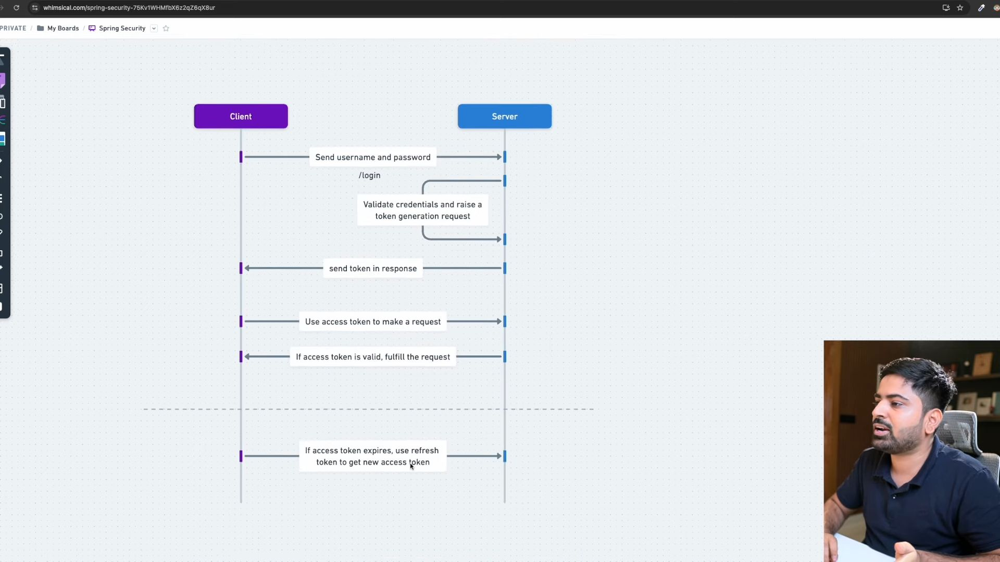 whimsical.com/spring-security-75Kv1WHMfbX6z2qZ6qX8ur
PRIVATE / My Boards / Spring Security
Client
Server
Send username and password
/login
Validate credentials and raise a
token generation request
send token in response
Use access token to make a request
If access token is valid, fulfill the request
If access token expires, use refresh
token to get new access token